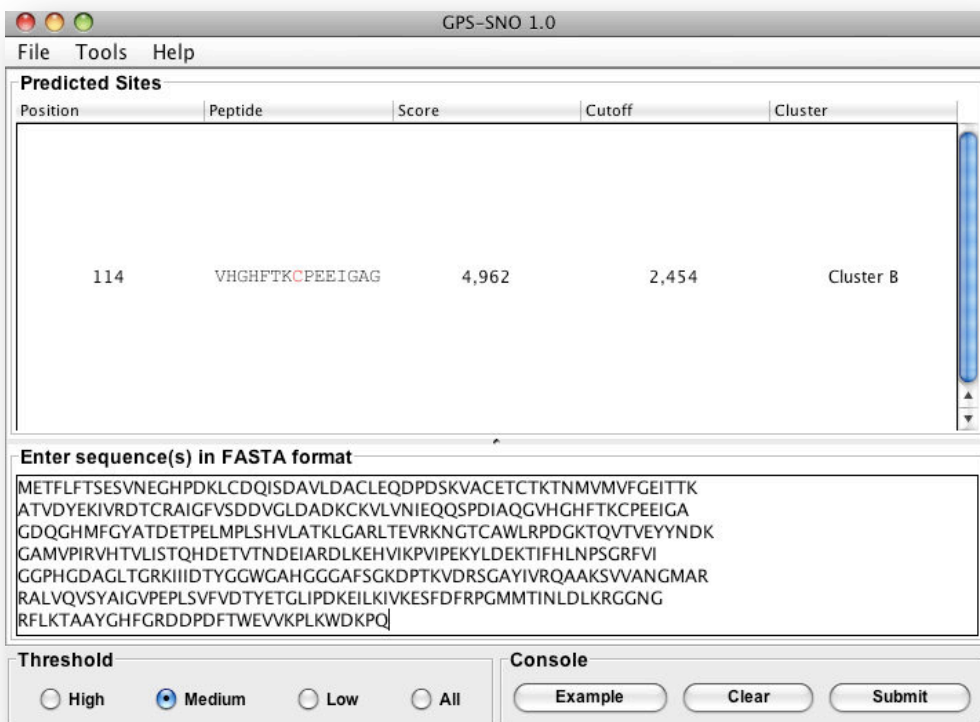 GPS-SNO 1.0
File Tools Help
Predicted Sites
Position Peptide Score Cutoff Cluster
114 VHGHFTKCPEEIGAG 4,962 2,454 Cluster B
Enter sequence(s) in FASTA format
METFLFTSESVNEGHPDKLCDQISDAVLDACLEQDPDSKVACETCTKTNMVMVFGEITTK
ATVDYEKIVRDTCRAIGFVSDDVGLDADKCKVLVNIEQQSPDIAQGVHGHFTKCPEEIGA
GDQGHMFGYATDETPELMPLSHVLATKLGARLTEVRKNGTCAWLRPDGKTQVTVEYYNDK
GAMVPIRVHTVLISTQHDETVTNDEIARDLKEHVIKPVIPEKYLDEKTIFHLNPSGRFVI
GGPHGDAGLTGRKIIIDTYGGWGAHGGGAFSGKDPTKVDRSGAYIVRQAAKSVVANGMAR
RALVQVSYAIGVPEPLSVFVDTYETGLIPDKEILKIVKESFDFRPGMMTINLDLKRGGNG
RFLKTAAYGHFGRDDPDFTWEVVKPLKWDKPQ
Threshold Console
High Medium Low All Example Clear Submit